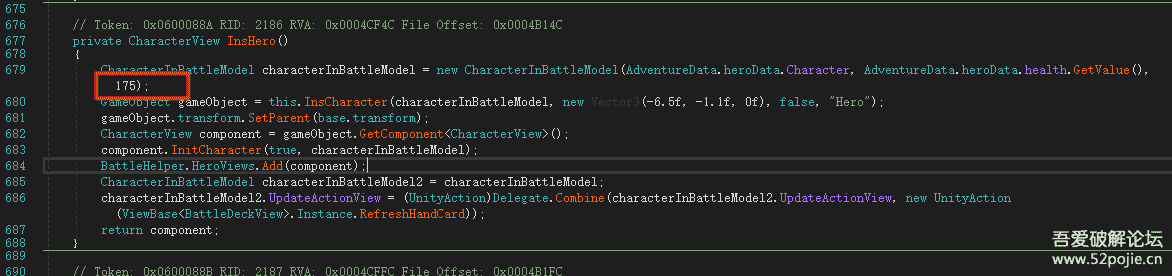 675
676 // Token: 0x0600088A RID: 2186 RVA: 0x0004CF4C File Offset: 0x0004B14C
677 private CharacterView InsHero()
678 {
679 CharacterInBattleModel characterInBattleModel = new CharacterInBattleModel(AdventureData.heroData.Character, AdventureData.heroData.health.GetValue(),
175);
680 GameObject gameObject = this.InsCharacter(characterInBattleModel, new Vector3(-6.5f, -1.1f, 0f), false, "Hero");
681 gameObject.transform.SetParent(base.transform);
682 CharacterView component = gameObject.GetComponent<CharacterView>();
683 component.InitCharacter(true, characterInBattleModel);
684 BattleHelper.HeroViews.Add(component);
685 CharacterInBattleModel characterInBattleModel2 = characterInBattleModel;
686 characterInBattleModel2.UpdateActionView = (UnityAction)Delegate.Combine(characterInBattleModel2.UpdateActionView, new UnityAction
(ViewBase<BattleDeckView>.Instance.RefreshHandCard));
687 return component;
688 }
689
690 // Token: 0x0600088B RID: 2187 RVA: 0x0004CFFC File Offset: 0x0004B1FC
吾爱破解论坛
www.52pojie.cn